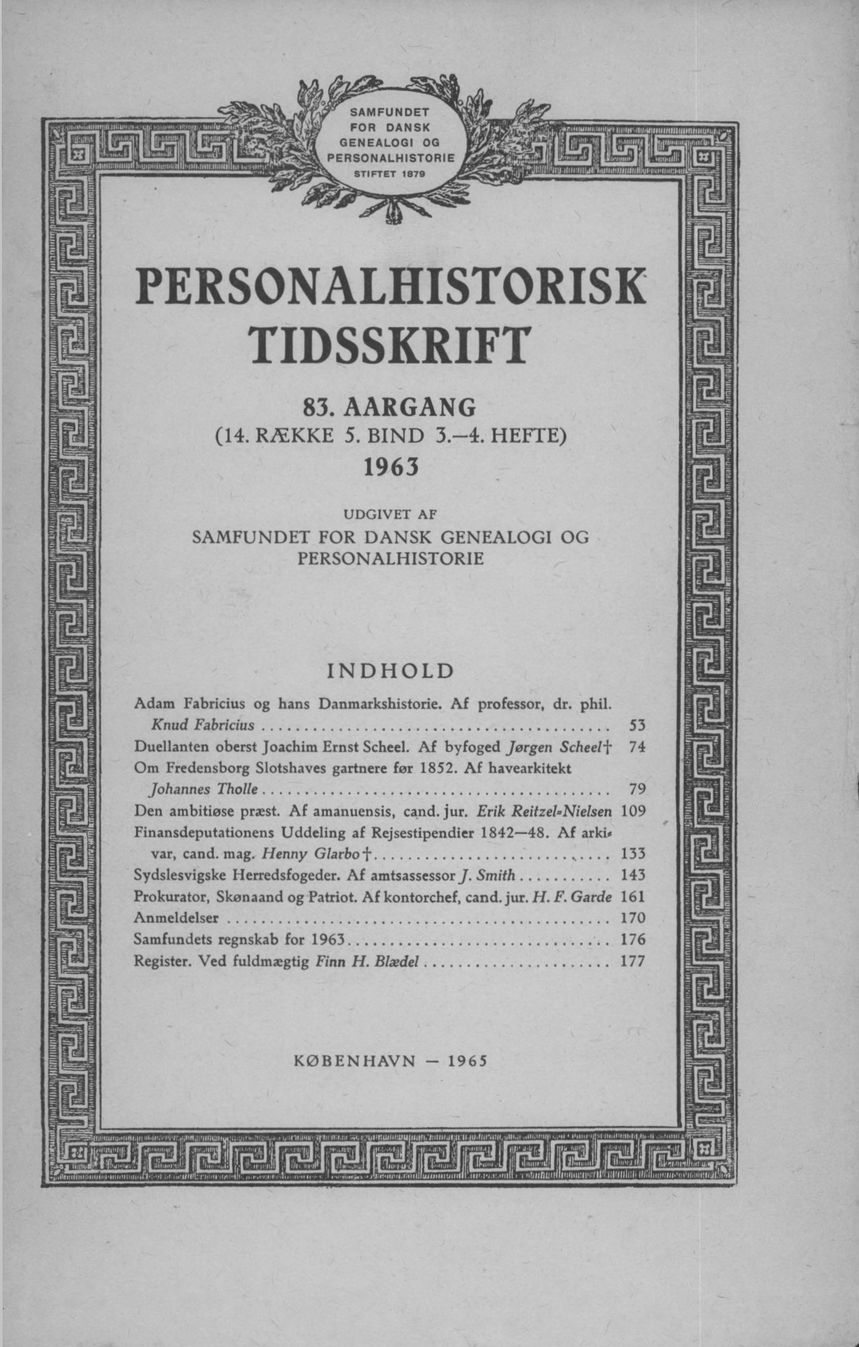 SAMFUNDET
FOR DANSK
GENEALOGI OG
PERSONALHISTORIE
STIFTET 1879
PERSONALHISTORISK
TIDSSKRIFT
83. AARGANG
(14. RÆKKE 5. BIND 3.—4. HEFTE)
1963
UDGIVET AF
SAMFUNDET FOR DANSK GENEALOGI OG
PERSONALHISTORIE
INDHOLD
Adam Fabricius og hans Danmarkshistorie. Af professor, dr. phil.
Knud Fabricius ........................................ 53
Duellanten oberst Joachim Ernst Scheel. Af byfoged Jørgen Scheel† 74
Om Fredensborg Slotshaves gartnere før 1852. Af havearkitekt
Johannes Tholle ........................................ 79
Den ambitiøse præst. Af amanuensis, cand. jur. Erik Reitzel-Nielsen 109
Finansdeputationens Uddeling af Rejsestipendier 1842—48. Af arki-
var, cand. mag. Henny Glarbo † ............................ 133
Sydslesvigske Herredsfogeder. Af amtsassessor J. Smith ........... 143
Prokurator, Skønaand og Patriot. Af kontorchef, cand. jur. H. F. Garde 161
Anmeldelser ............................................. 170
Samfundets regnskab for 1963 ............................... 176
Register. Ved fuldmægtig Finn H. Blædel ...................... 177
KØBENHAVN — 1965